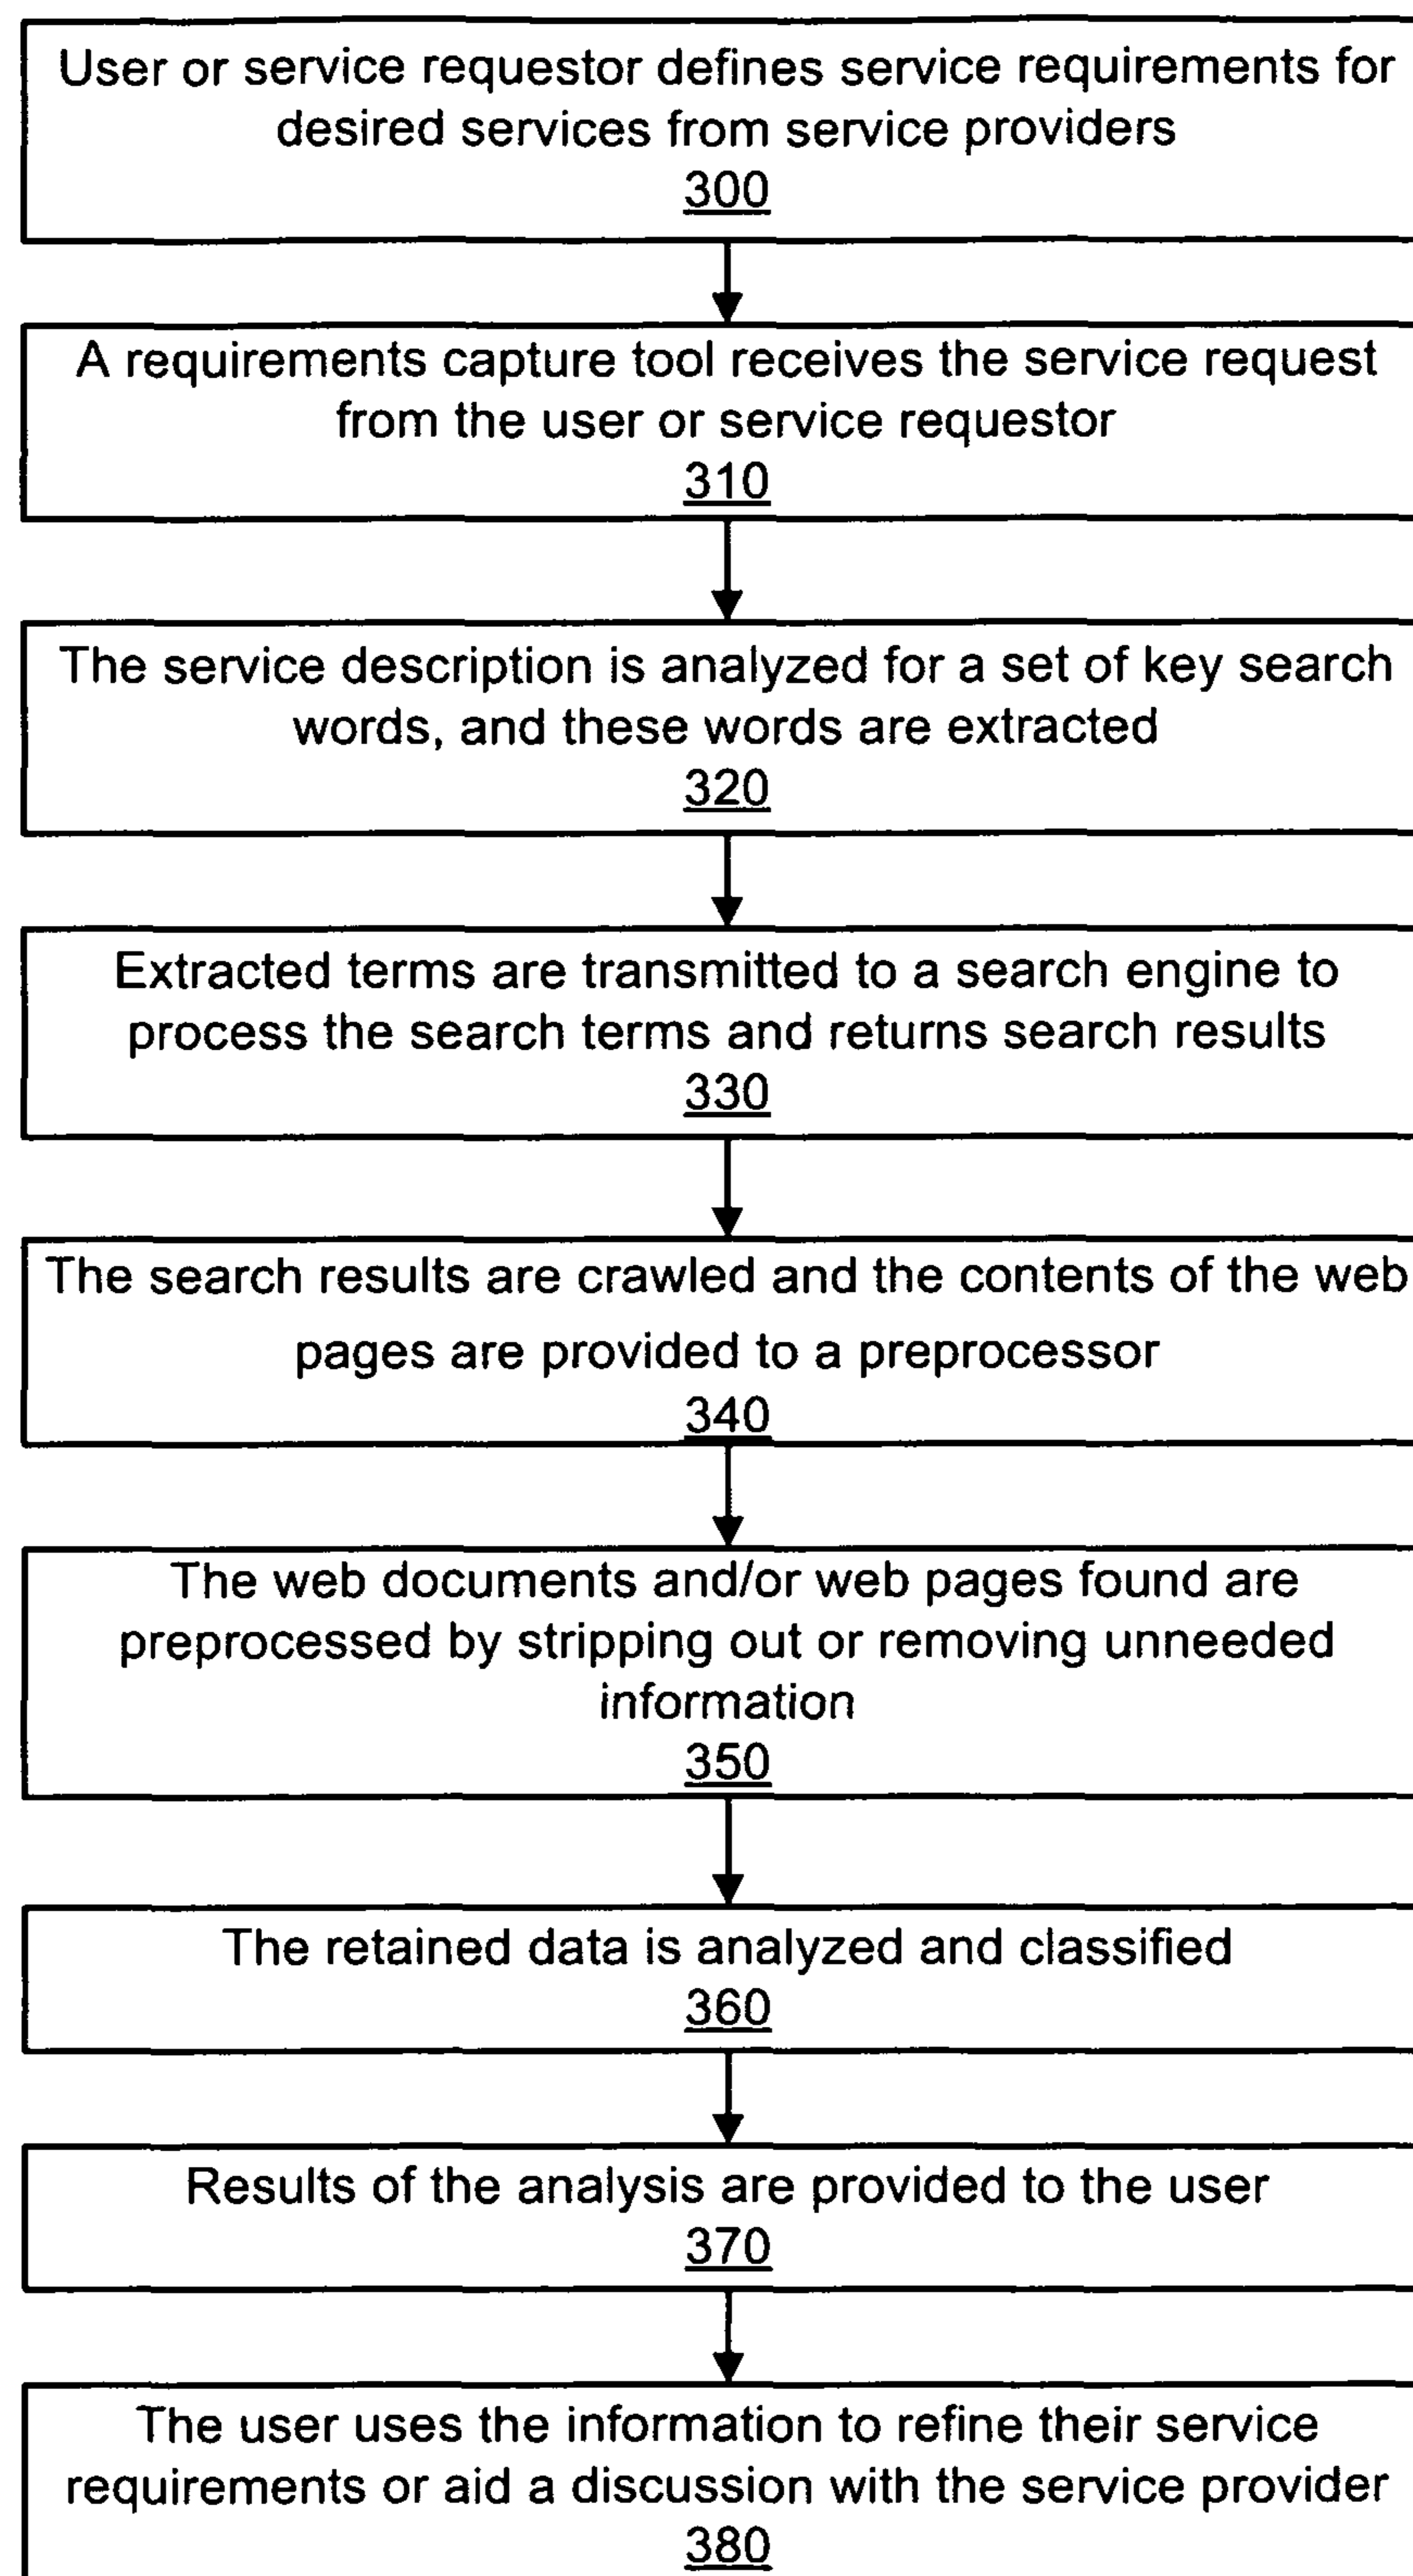 User or service requestor defines service requirements for
desired services from service providers
300
A requirements capture tool receives the service request
from the user or service requestor
310
The service description is analyzed for a set of key search
words, and these words are extracted
320
Extracted terms are transmitted to a search engine to
process the search terms and returns search results
330
The search results are crawled and the contents of the web
pages are provided to a preprocessor
340
The web documents and/or web pages found are
preprocessed by stripping out or removing unneeded
information
350
The retained data is analyzed and classified
360
Results of the analysis are provided to the user
370
The user uses the information to refine their service
requirements or aid a discussion with the service provider
380